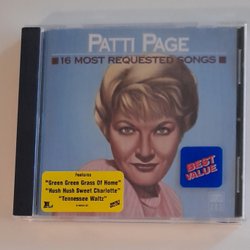 PATTI PAGE
16 MOST REQUESTED SONGS
BEST
VALUE
Features
"Green Green Grass Of Home"
"Hush Hush Sweet Charlotte"
"Tennessee Waltz"